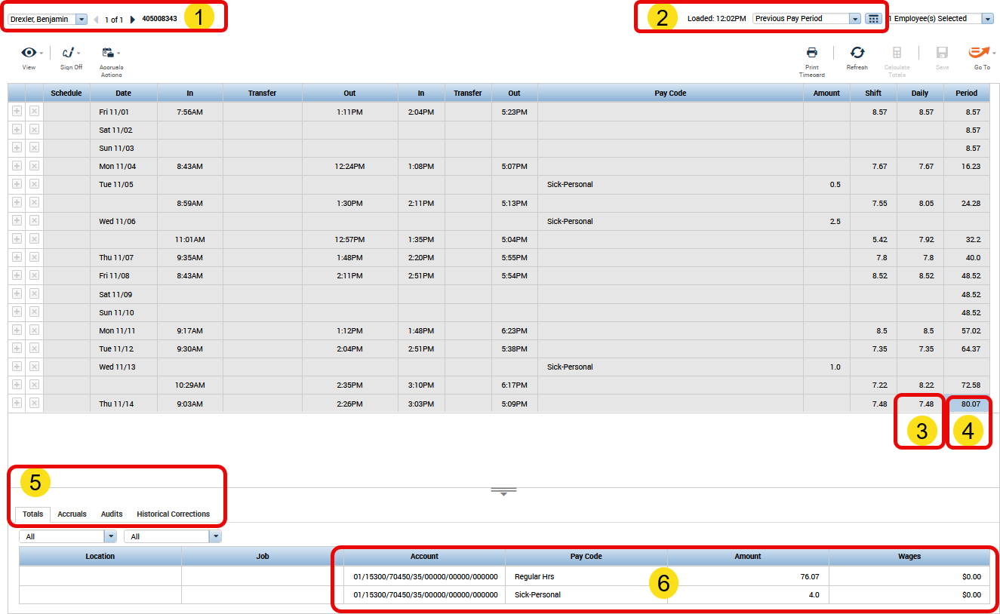 Drexler, Benjamin 1 of 1 405008343 1 2 Loaded: 12:02PM Previous Pay Period 1 Employee(s) Selected
View Sign Off Accruals Print Refresh Calculate Save Go To
Actions Timecard Totals
Schedule Date In Transfer Out In Transfer Out Pay Code Amount Shift Daily Period
Fri 11/01 7:56AM 1:11PM 2:04PM 5:23PM 8.57 8.57 8.57
Sat 11/02 8.57
Sun 11/03 8.57
Mon 11/04 8:43AM 12:24PM 1:08PM 5:07PM 7.67 7.67 16.23
Tue 11/05 Sick-Personal 0.5
8:59AM 1:30PM 2:11PM 5:13PM 7.55 8.05 24.28
Wed 11/06 Sick-Personal 2.5
11:01AM 12:57PM 1:35PM 5:04PM 5.42 7.92 32.2
Thu 11/07 9:35AM 1:48PM 2:20PM 5:55PM 7.8 7.8 40.0
Fri 11/08 8:43AM 2:11PM 2:51PM 5:54PM 8.52 8.52 48.52
Sat 11/09 48.52
Sun 11/10 48.52
Mon 11/11 9:17AM 1:12PM 1:48PM 6:23PM 8.5 8.5 57.02
Tue 11/12 9:30AM 2:04PM 2:51PM 5:38PM 7.35 7.35 64.37
Wed 11/13 Sick-Personal 1.0
10:29AM 2:35PM 3:10PM 6:17PM 7.22 8.22 72.58
Thu 11/14 9:03AM 2:26PM 3:03PM 5:09PM 7.48 7.48 80.07
3 4
5
Totals Accruals Audits Historical Corrections
All All
Location Job Account Pay Code Amount Wages
01/15300/70450/35/00000/00000/000000 Regular Hrs 76.07 $0.00
6
01/15300/70450/35/00000/00000/000000 Sick-Personal 4.0 $0.00